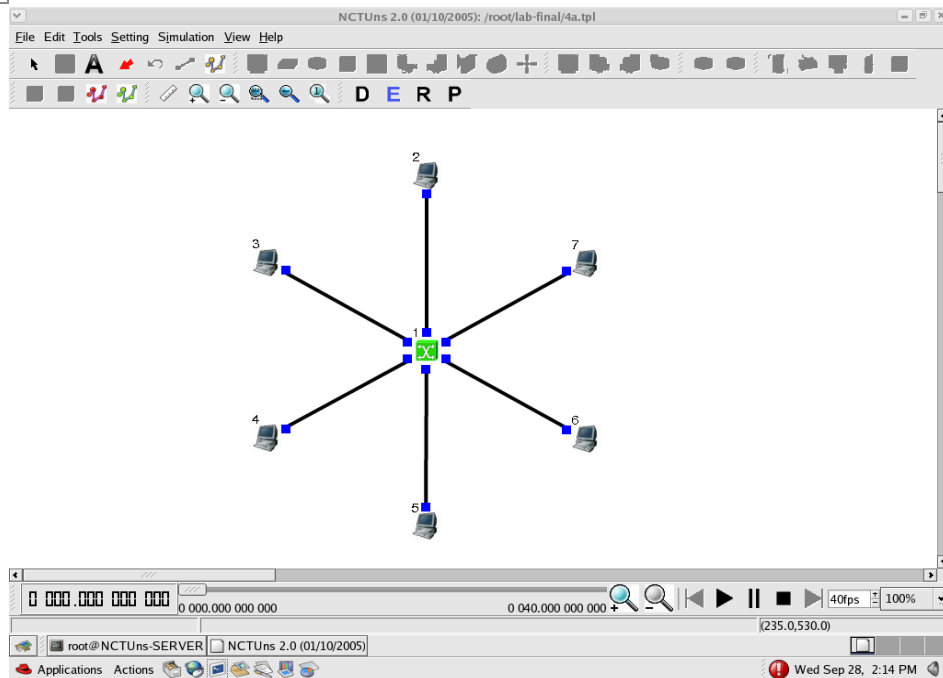 NCTUns 2.0 (01/10/2005): /root/lab-final/4a.tpl
File Edit Tools Setting Simulation View Help
A
D E R P
2
3
7
1
4
6
5
0 000.000 000 000
0 000.000 000 000
0 040.000 000 000
40fps
100%
(235.0,530.0)
root@NCTUns-SERVER
NCTUns 2.0 (01/10/2005)
Applications Actions
Wed Sep 28, 2:14 PM